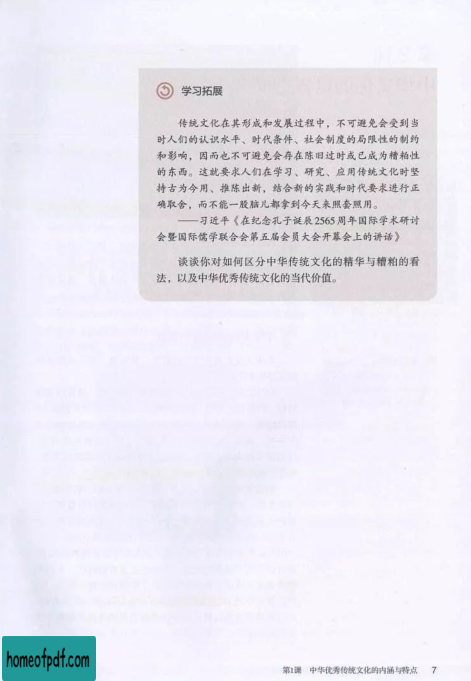 学习拓展
传统文化在其形成和发展过程中，不可避免会受到当
时人们的认识水平、时代条件、社会制度的局限性的制约
和影响，因而也不可避免会存在陈旧过时或已成为糟粕性
的东西。这就要求人们在学习、研究、应用传统文化时坚
持古为今用、推陈出新，结合新的实践和时代要求进行正
确取舍，而不能一股脑儿都拿到今天来照套照用。
——习近平《在纪念孔子诞辰2565周年国际学术研讨
会暨国际儒学联合会第五届会员大会开幕会上的讲话》
谈谈你对如何区分中华传统文化的精华与糟粕的看
法，以及中华优秀传统文化的当代价值。
第1课 中华优秀传统文化的内涵与特点 7
homeofpdf.com